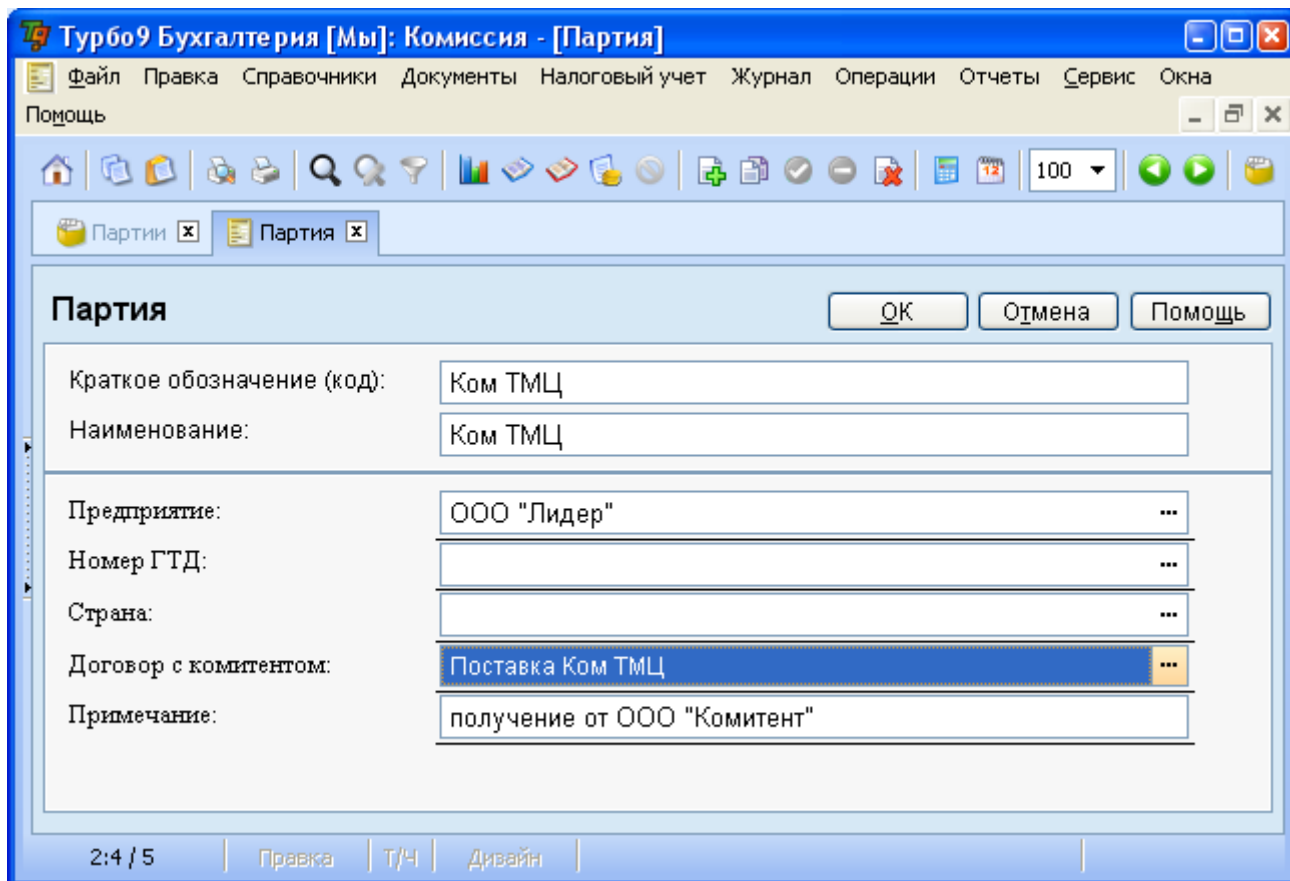 Турбо9 Бухгалтерия [Мы]: Комиссия - [Партия]
Файл Правка Справочники Документы Налоговый учет Журнал Операции Отчеты Сервис Окна
Помощь
12 100
Партии Партия
Партия ОК Отмена Помощь
Краткое обозначение (код): Ком ТМЦ
Наименование: Ком ТМЦ
Предприятие: ООО "Лидер" ...
Номер ГТД: ...
Страна: ...
Договор с комитентом: Поставка Ком ТМЦ ...
Примечание: получение от ООО "Комитент"
2:4 / 5 Правка Т/Ч Дизайн